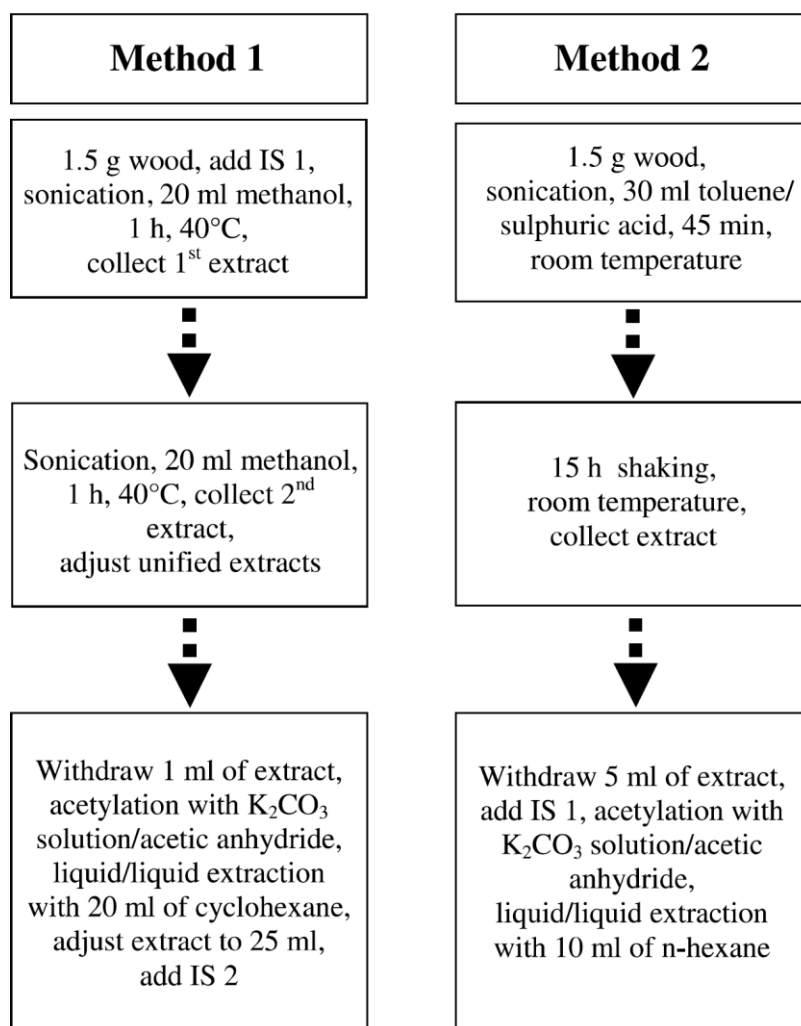 Method 1
1.5 g wood, add IS 1,
sonication, 20 ml methanol,
1 h, 40°C,
collect 1st extract
Sonication, 20 ml methanol,
1 h, 40°C, collect 2nd
extract,
adjust unified extracts
Withdraw 1 ml of extract,
acetylation with K₂CO₃
solution/acetic anhydride,
liquid/liquid extraction
with 20 ml of cyclohexane,
adjust extract to 25 ml,
add IS 2
Method 2
1.5 g wood,
sonication, 30 ml toluene/
sulphuric acid, 45 min,
room temperature
15 h shaking,
room temperature,
collect extract
Withdraw 5 ml of extract,
add IS 1, acetylation with
K₂CO₃ solution/acetic
anhydride,
liquid/liquid extraction
with 10 ml of n-hexane